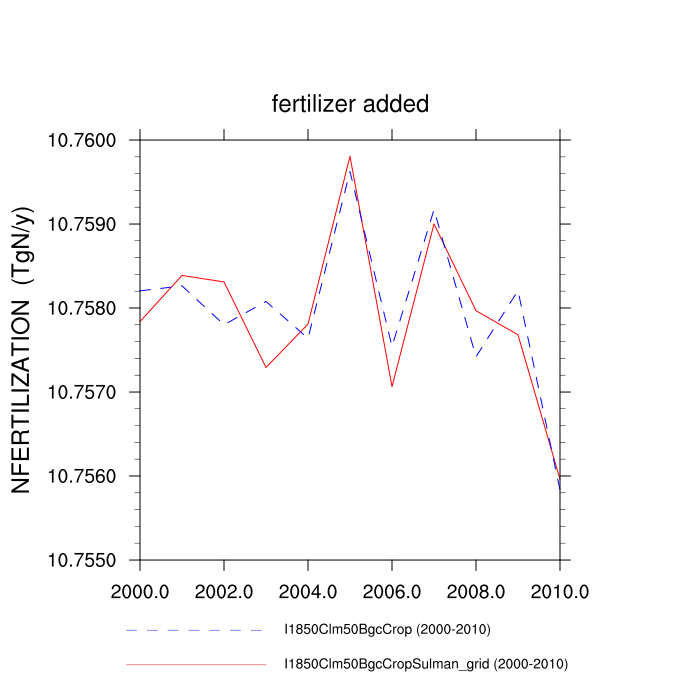 fertilizer added
NFERTILIZATION (TgN/y)
10.7600
10.7590
10.7580
10.7570
10.7560
10.7550
2000.0 2002.0 2004.0 2006.0 2008.0 2010.0
I1850Clm50BgcCrop (2000-2010)
I1850Clm50BgcCropSulman_grid (2000-2010)